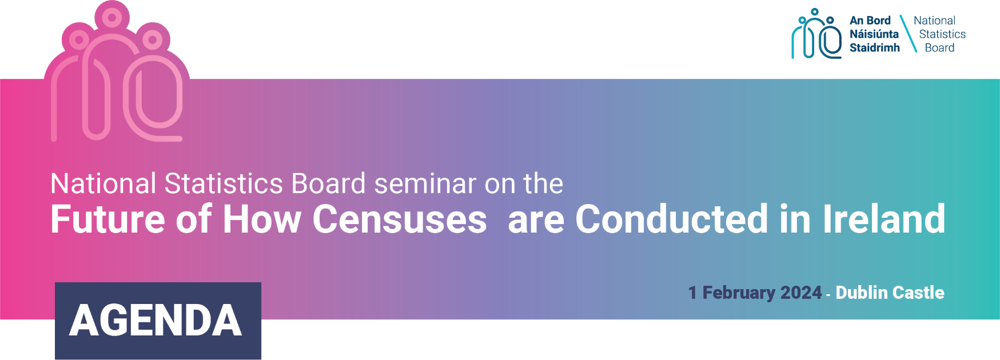 An Bord
Náisiúnta
Staidrimh
National
Statistics
Board
National Statistics Board seminar on the
Future of How Censuses  are Conducted in Ireland
1 February 2024 - Dublin Castle
AGENDA